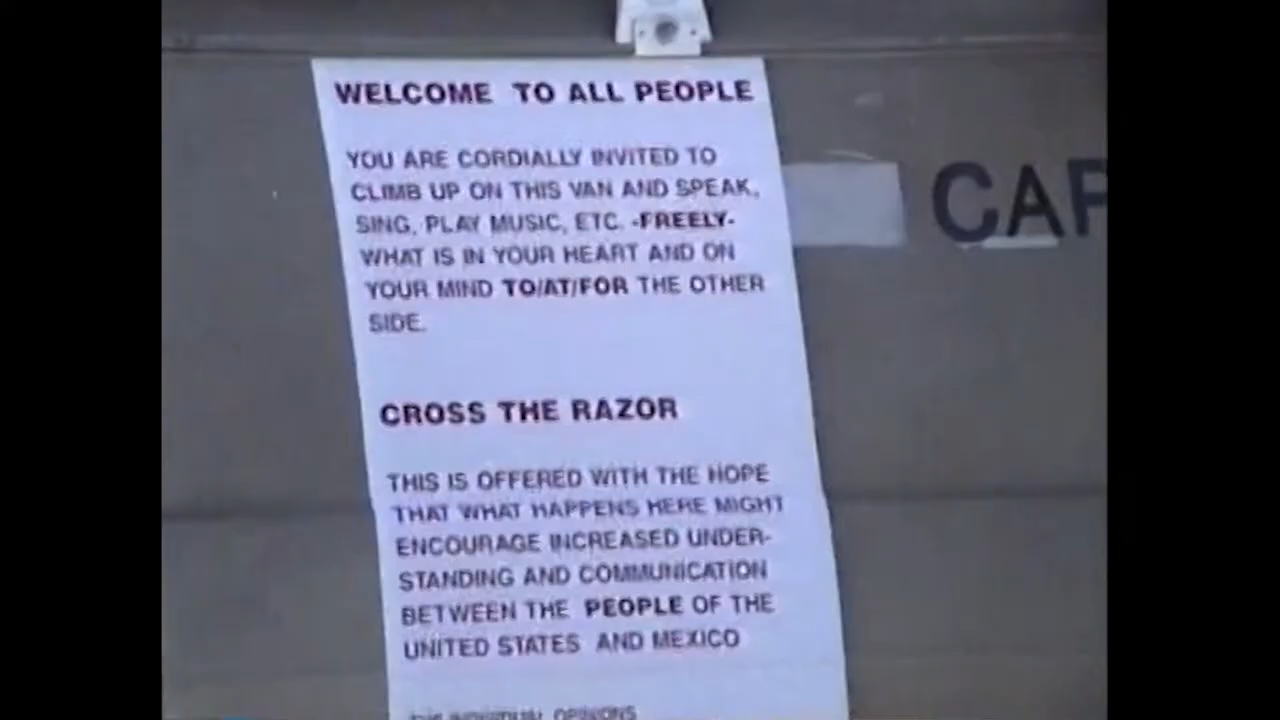 WELCOME TO ALL PEOPLE
YOU ARE CORDIALLY INVITED TO
CLIMB UP ON THIS VAN AND SPEAK,
SING, PLAY MUSIC, ETC. -FREELY-
WHAT IS IN YOUR HEART AND ON
YOUR MIND TO/AT/FOR THE OTHER
SIDE.
CROSS THE RAZOR
THIS IS OFFERED WITH THE HOPE
THAT WHAT HAPPENS HERE MIGHT
ENCOURAGE INCREASED UNDER-
STANDING AND COMMUNICATION
BETWEEN THE PEOPLE OF THE
UNITED STATES AND MEXICO
INDIVIDUAL OPINIONS